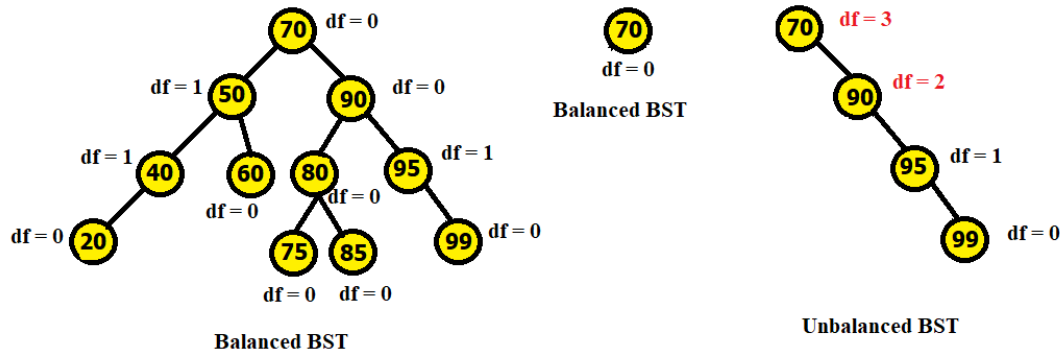 70 df = 0
df = 1 50
90 df = 0
df = 1 40
60
df = 0
80
df = 0
95 df = 1
df = 0 20
75
df = 0
85
df = 0
99 df = 0
Balanced BST
70
df = 0
Balanced BST
70 df = 3
90 df = 2
95 df = 1
99 df = 0
Unbalanced BST